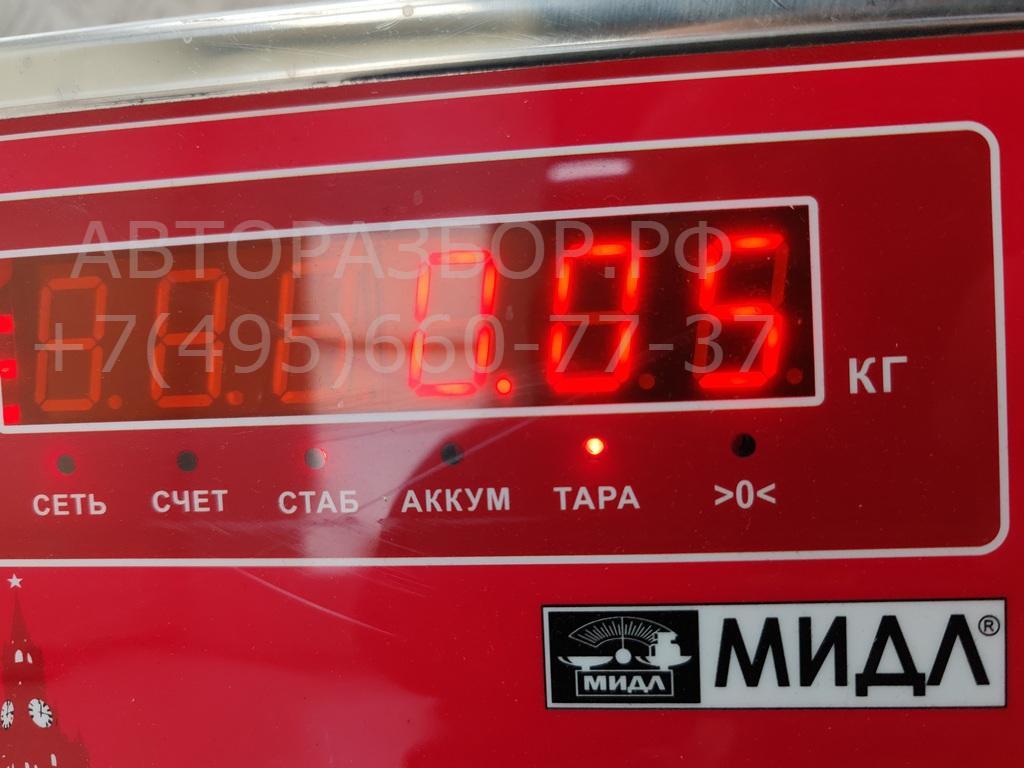 АВТОРАЗБОР.РФ
+7(495)660-77-37
0.05
КГ
СЕТЬ СЧЕТ СТАБ АККУМ ТАРА >0<
МИДЛ МИДЛ®